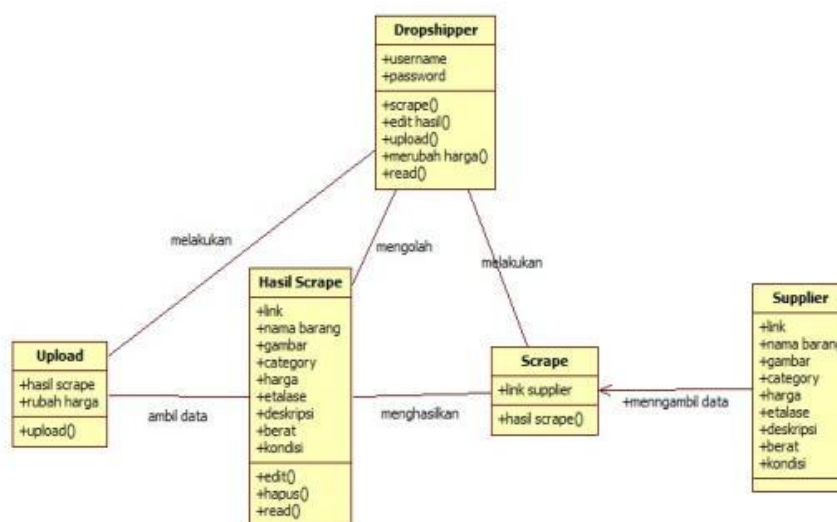 Dropshipper
+username
+password
+scrape()
+edit hasil()
+upload()
+merubah harga()
+read()
melakukan
mengolah
melakukan
Hasil Scrape
+link
+nama barang
+gambar
+category
+harga
+etalase
+deskripsi
+berat
+kondisi
+edit()
+hapus()
+read()
Upload
+hasil scrape
+rubah harga
+upload()
ambil data
menghasilkan
Scrape
+link supplier
+hasil scrape()
+menngambil data
Supplier
+link
+nama barang
+gambar
+category
+harga
+etalase
+deskripsi
+berat
+kondisi